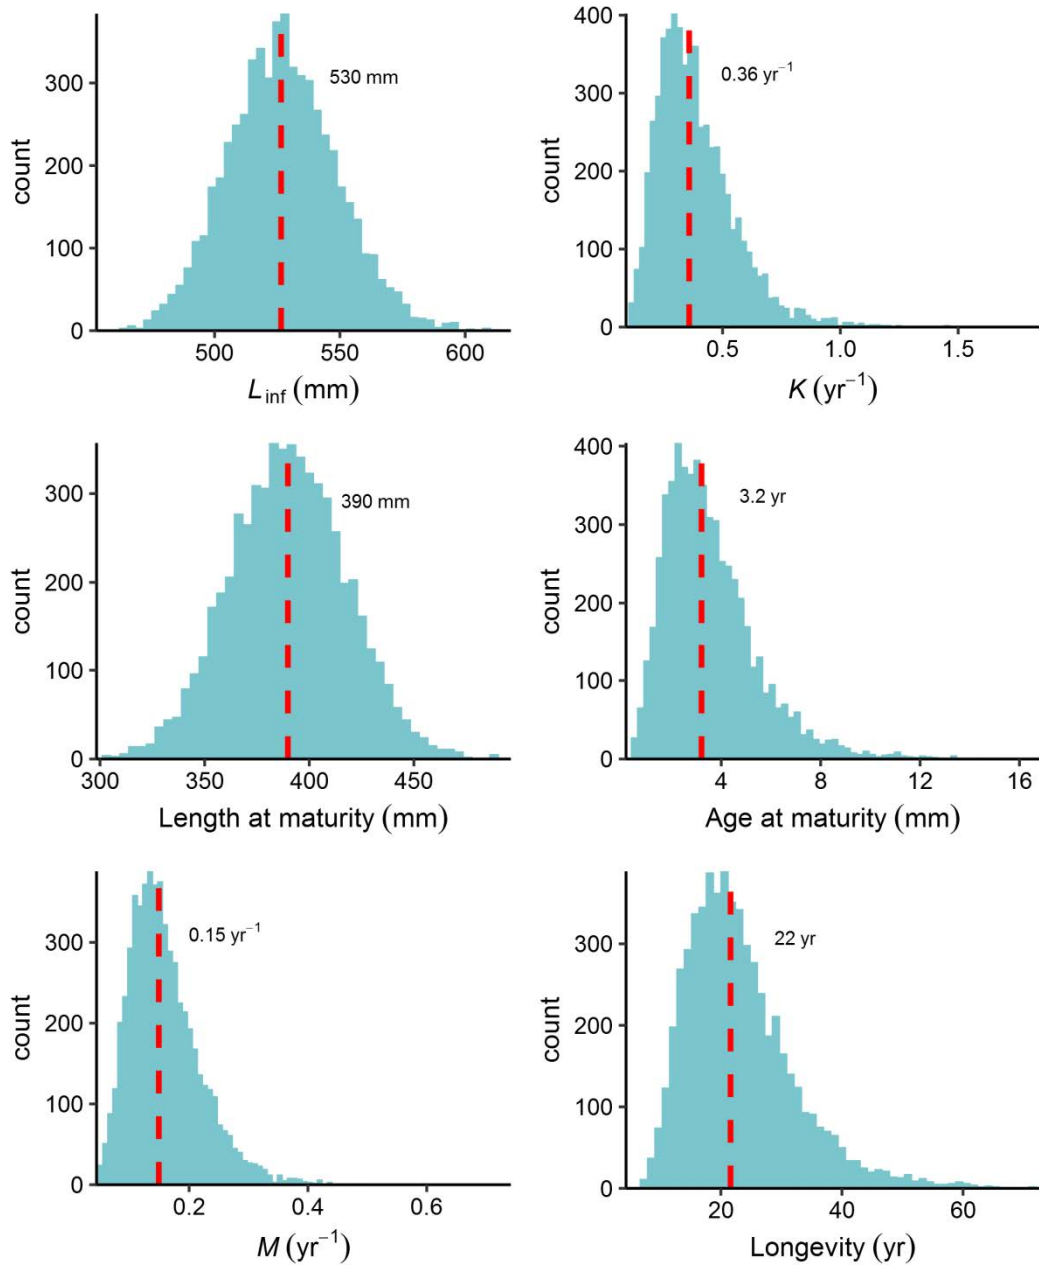 count
300
200
100
0
530 mm
500
550
600
L inf (mm)
count
400
300
200
100
0
0.36 yr⁻¹
0.5
1.0
1.5
K (yr⁻¹)
count
300
200
100
0
390 mm
300
350
400
450
Length at maturity (mm)
count
400
300
200
100
0
3.2 yr
4
8
12
16
Age at maturity (mm)
count
300
200
100
0
0.15 yr⁻¹
0.2
0.4
0.6
M (yr⁻¹)
count
300
200
100
0
22 yr
20
40
60
Longevity (yr)